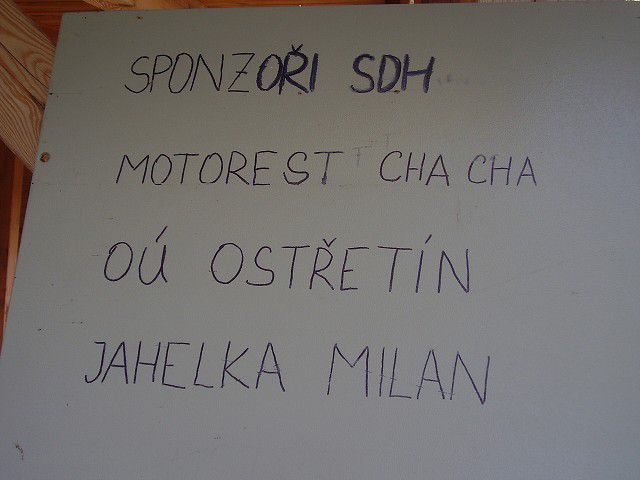 SPONZOŘI SDH
MOTOREST CHA CHA
OÚ OSTŘETÍN
JAHELKA MILAN